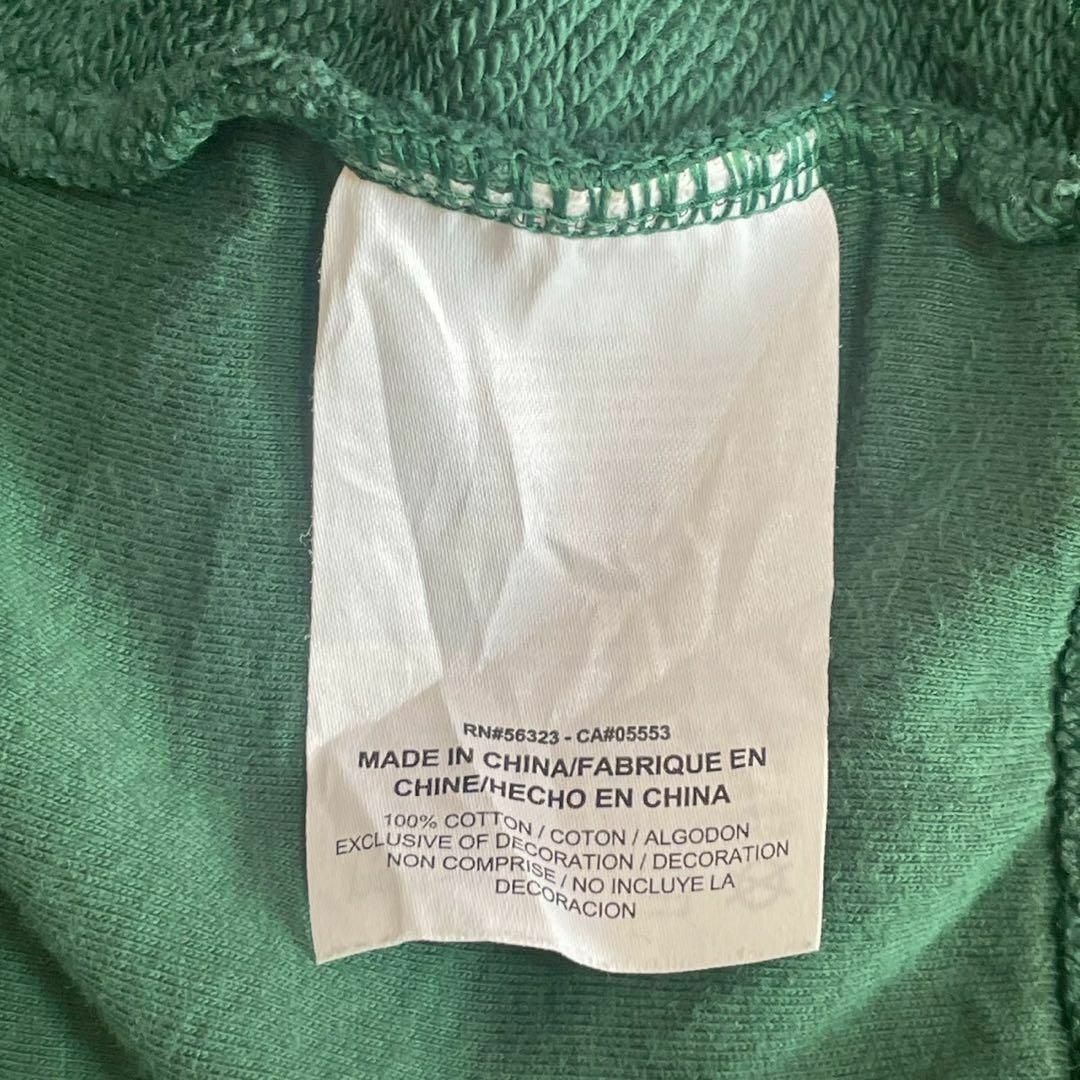 RN#56323 - CA#05553
MADE IN CHINA/FABRIQUE EN
CHINE/HECHO EN CHINA
100% COTTON / COTON / ALGODON
EXCLUSIVE OF DECORATION / DECORATION
NON COMPRISE / NO INCLUYE LA
DECORACION